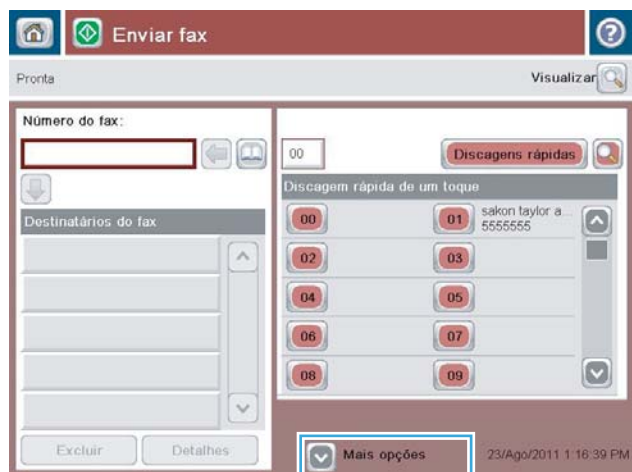 Enviar fax
Pronta
Visualizar
Número do fax:
00
Discagens rápidas
Discagem rápida de um toque
Destinatários do fax
00
01
sakon taylor a...
5555555
02
03
04
05
06
07
08
09
Excluir
Detalhes
Mais opções
23/Ago/2011 1:16:39 PM